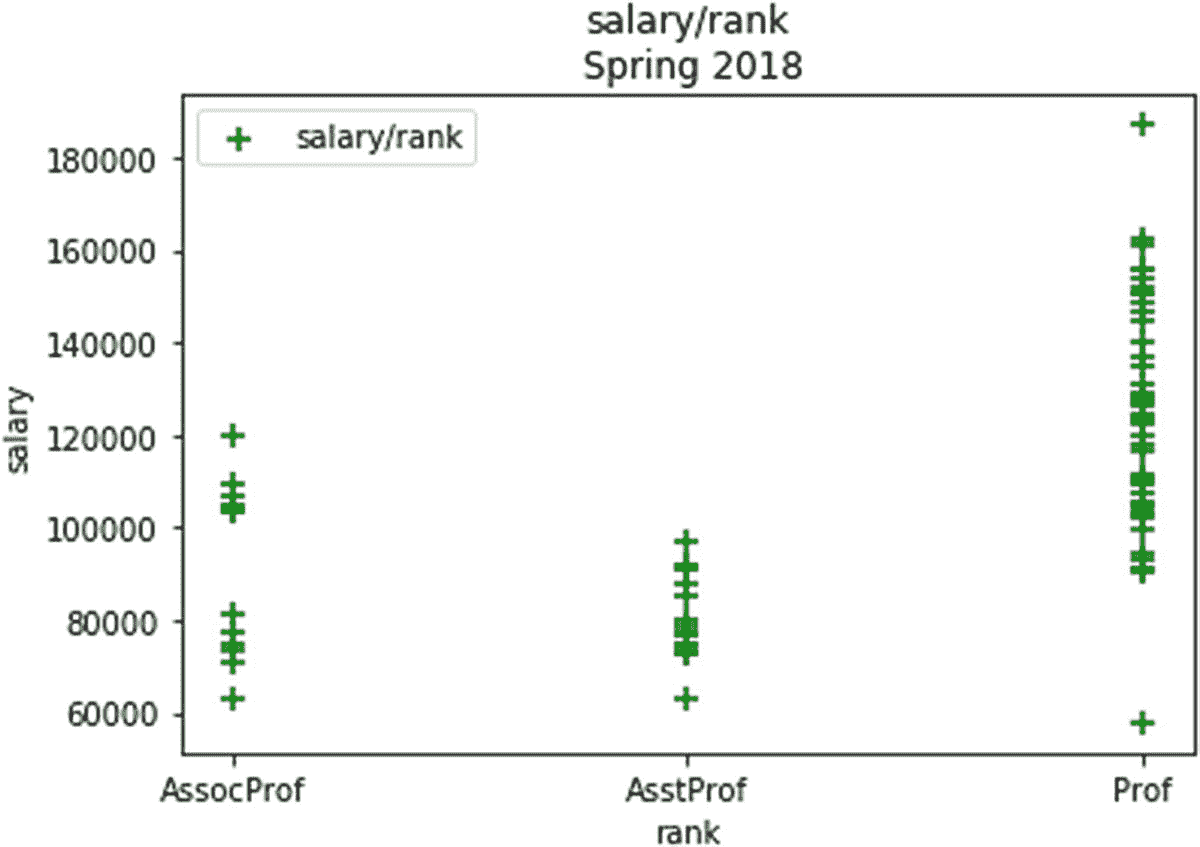 salary/rank
Spring 2018
salary/rank
180000
160000
140000
120000
100000
80000
60000
salary
AssocProf
AsstProf
Prof
rank